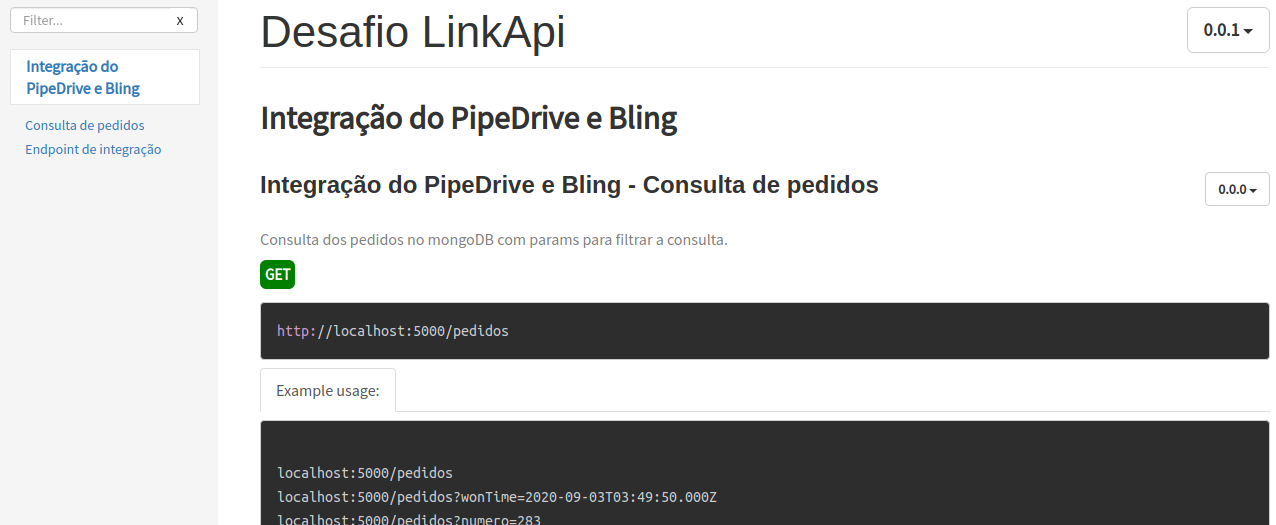 Filter...
x
Integração do
PipeDrive e Bling
Consulta de pedidos
Endpoint de integração
Desafio LinkApi
0.0.1
Integração do PipeDrive e Bling
Integração do PipeDrive e Bling - Consulta de pedidos
0.0.0
Consulta dos pedidos no mongoDB com params para filtrar a consulta.
GET
http://localhost:5000/pedidos
Example usage:
localhost:5000/pedidos
localhost:5000/pedidos?wonTime=2020-09-03T03:49:50.000Z
localhost:5000/pedidos?numero=283